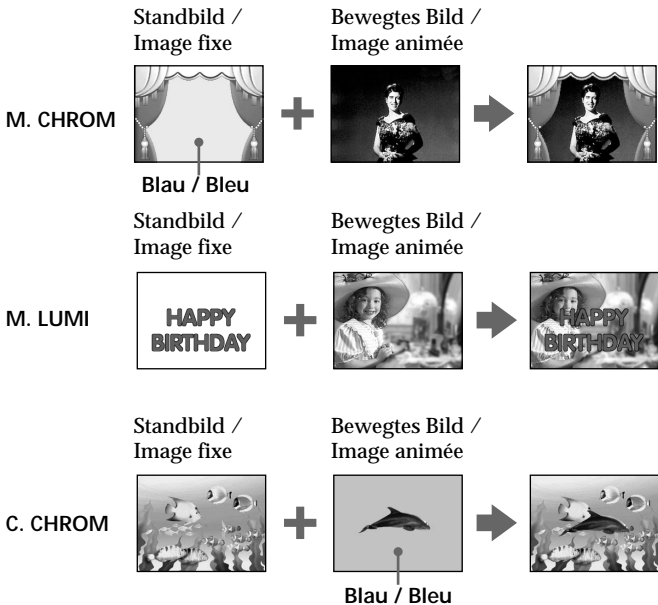 Standbild /
Image fixe
Bewegtes Bild /
Image animée
M. CHROM
Blau / Bleu
Standbild /
Image fixe
Bewegtes Bild /
Image animée
M. LUMI
HAPPY
BIRTHDAY
HAPPY
BIRTHDAY
Standbild /
Image fixe
Bewegtes Bild /
Image animée
C. CHROM
Blau / Bleu